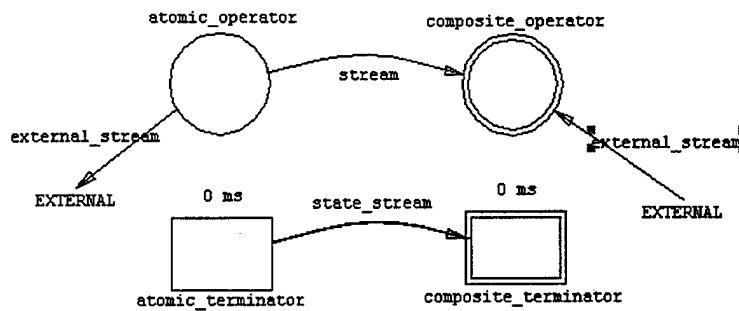 atomic_operator
composite_operator
stream
external_stream
external_stream
EXTERNAL
0 ms
state_stream
0 ms
EXTERNAL
atomic_terminator
composite_terminator